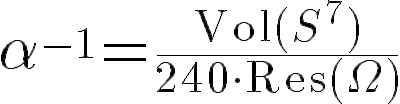 α⁻¹ = Vol(S⁷) / 240·Res(Ω)